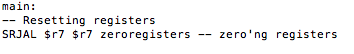 main:
-- Resetting registers
SRJAL $r7 $r7 zeroregisters -- zero'ng registers